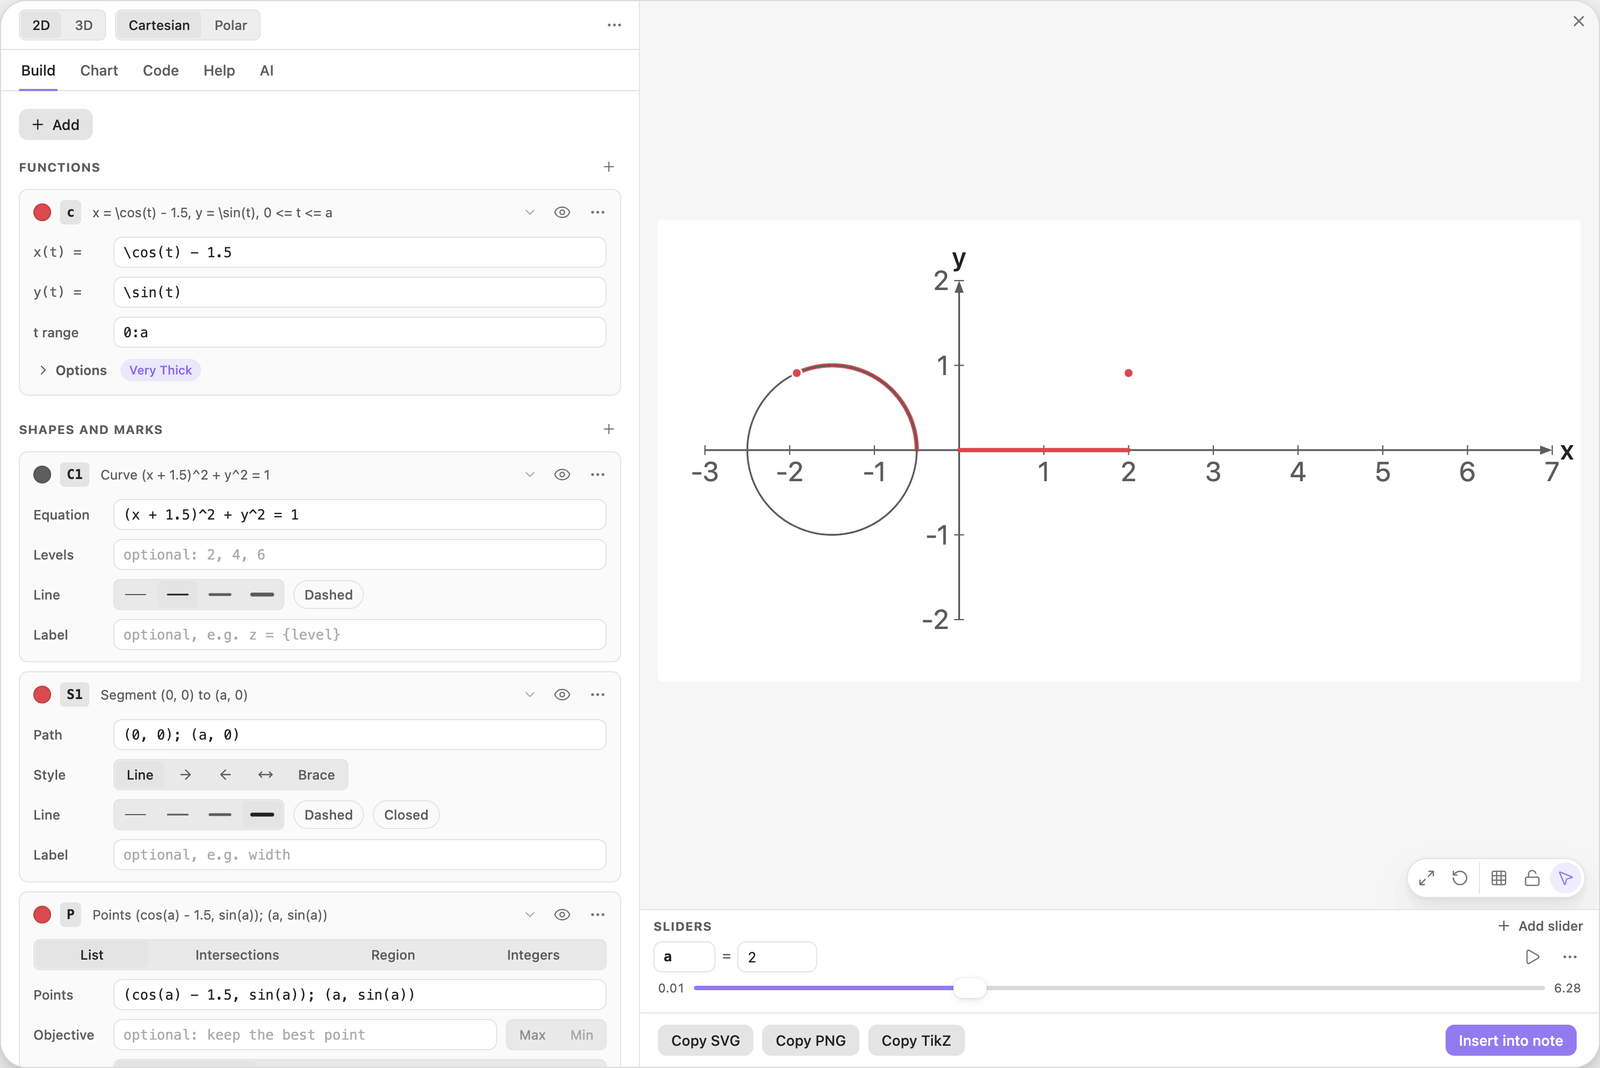 2D 3D Cartesian Polar
Build Chart Code Help AI
+ Add
FUNCTIONS
c x = \cos(t) - 1.5, y = \sin(t), 0 <= t <= a
x(t) = \cos(t) - 1.5
y(t) = \sin(t)
t range 0:a
Options Very Thick
SHAPES AND MARKS
C1 Curve (x + 1.5)^2 + y^2 = 1
Equation (x + 1.5)^2 + y^2 = 1
Levels optional: 2, 4, 6
Line Dashed
Label optional, e.g. z = {level}
S1 Segment (0, 0) to (a, 0)
Path (0, 0); (a, 0)
Style Line → ← ↔ Brace
Line Dashed Closed
Label optional, e.g. width
P Points (cos(a) - 1.5, sin(a)); (a, sin(a))
List Intersections Region Integers
Points (cos(a) - 1.5, sin(a)); (a, sin(a))
Objective optional: keep the best point Max Min
y
2
1
x
-3 -2 -1 1 2 3 4 5 6 7
-1
-2
SLIDERS + Add slider
a = 2
0.01 6.28
Copy SVG Copy PNG Copy TikZ Insert into note